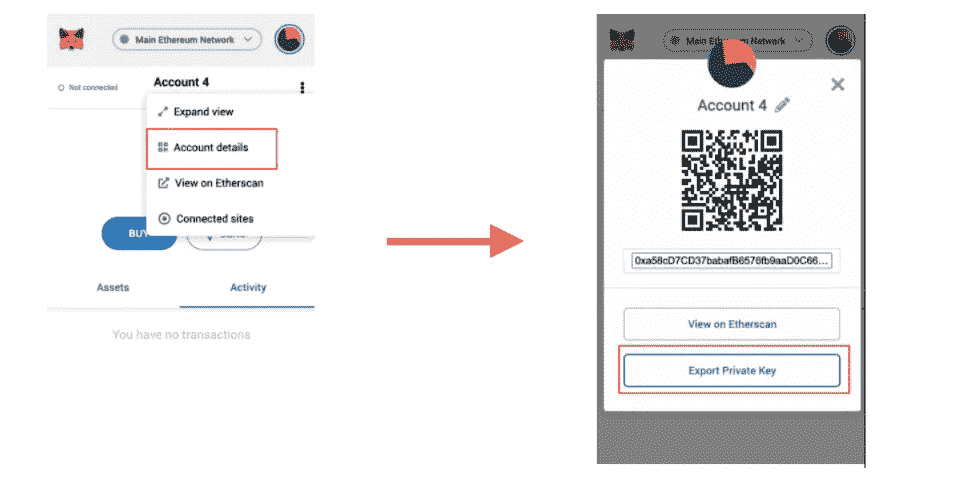 Main Ethereum Network
Not connected
Account 4
Expand view
Account details
View on Etherscan
Connected sites
BUY
Assets
Activity
You have no transactions
Main Ethereum Network
Account 4
0xa58cD7CD37babafB6576fb9aaD0C66...
View on Etherscan
Export Private Key